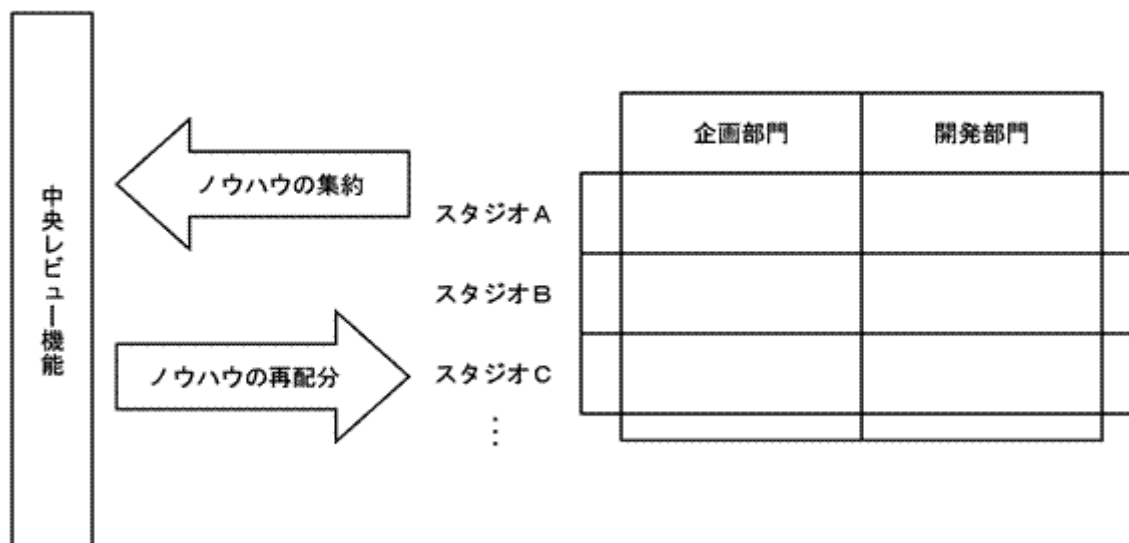 中央レビュー機能
ノウハウの集約
ノウハウの再配分
スタジオA
スタジオB
スタジオC
⋮
企画部門
開発部門